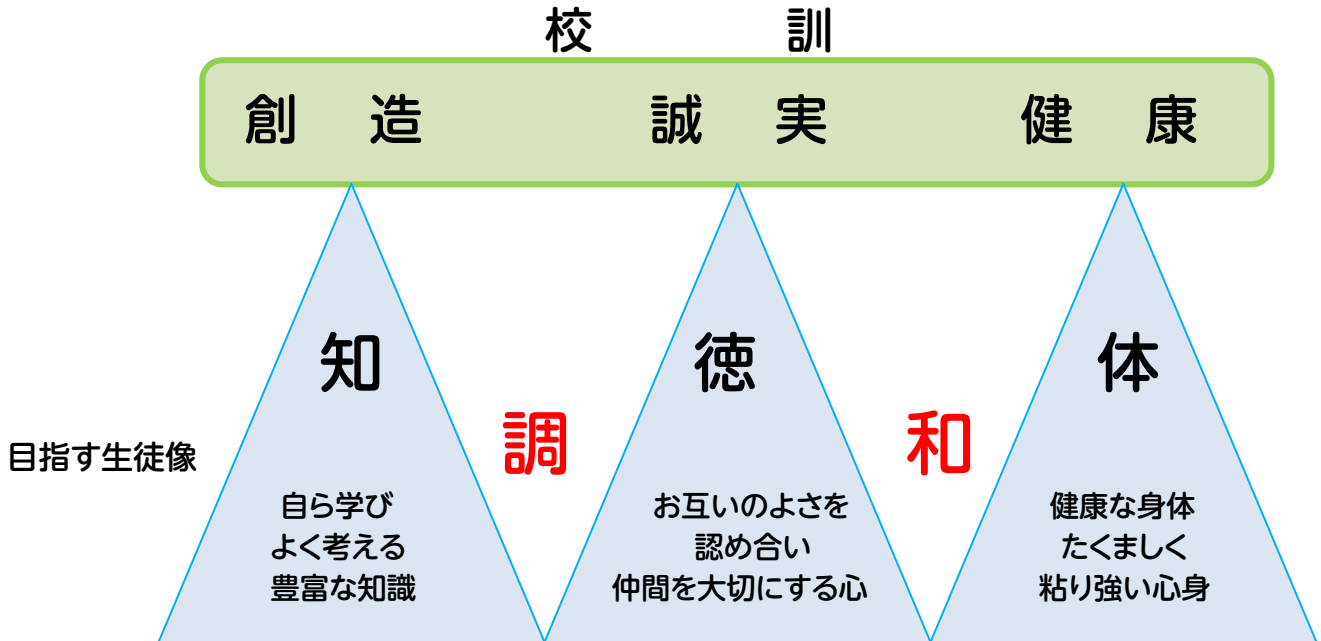 校 訓
創 造 誠 実 健 康
知 徳 体
調 和
目指す生徒像
自ら学び
よく考える
豊富な知識
お互いのよさを
認め合い
仲間を大切にする心
健康な身体
たくましく
粘り強い心身